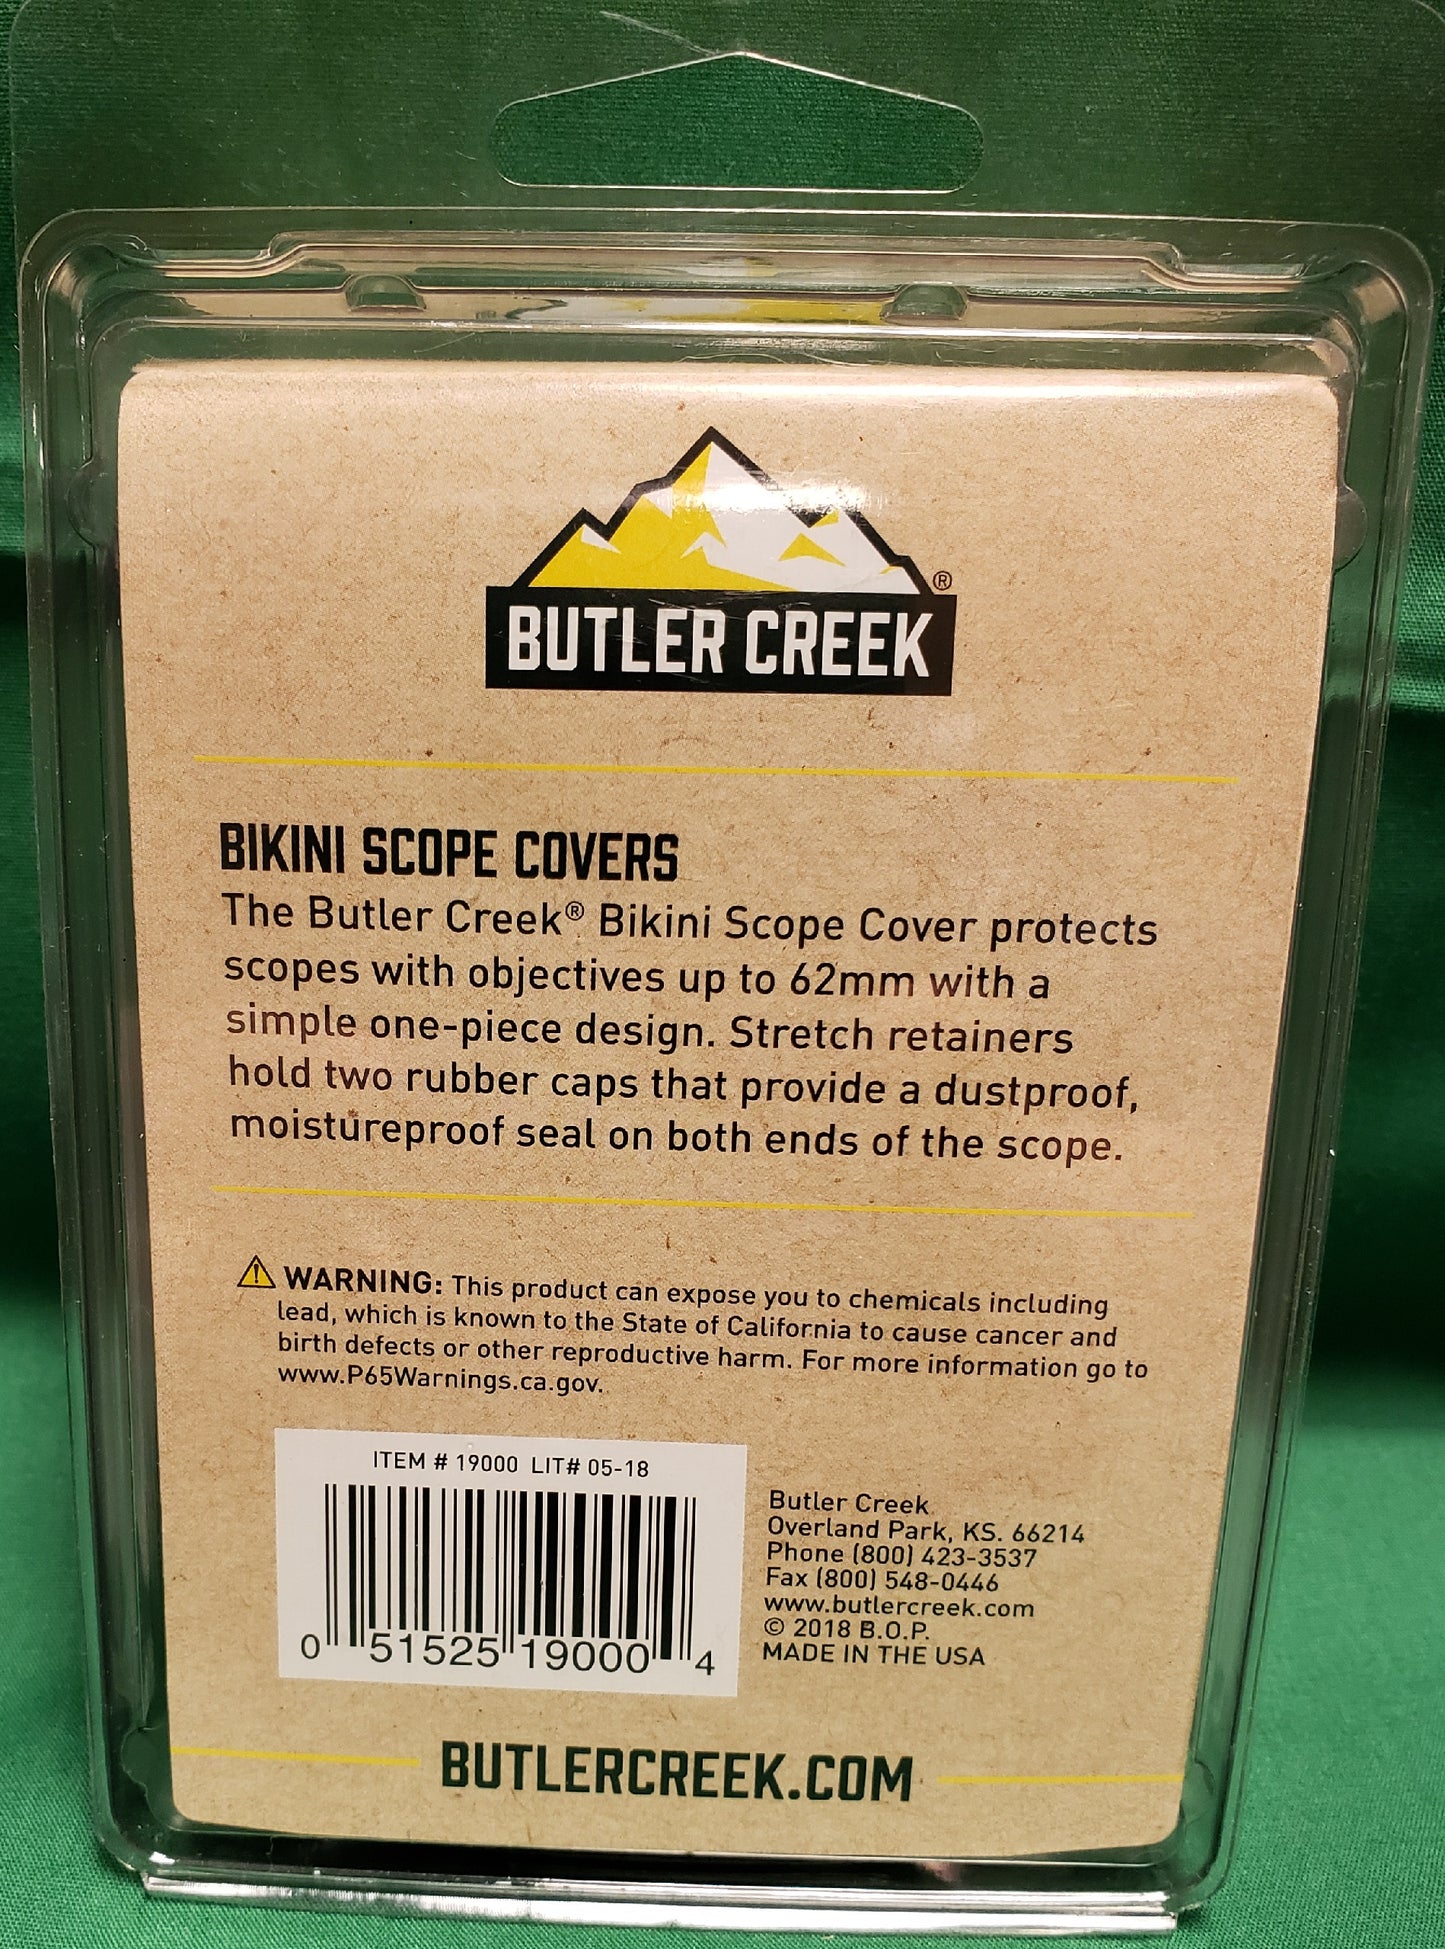 ®
BUTLER CREEK
BIKINI SCOPE COVERS
The Butler Creek® Bikini Scope Cover protects
scopes with objectives up to 62mm with a
simple one-piece design. Stretch retainers
hold two rubber caps that provide a dustproof,
moistureproof seal on both ends of the scope.
WARNING: This product can expose you to chemicals including
lead, which is known to the State of California to cause cancer and
birth defects or other reproductive harm. For more information go to
www.P65Warnings.ca.gov.
ITEM # 19000 LIT# 05-18
0 51525 19000 4
Butler Creek
Overland Park, KS. 66214
Phone (800) 423-3537
Fax (800) 548-0446
www.butlercreek.com
© 2018 B.O.P.
MADE IN THE USA
BUTLERCREEK.COM